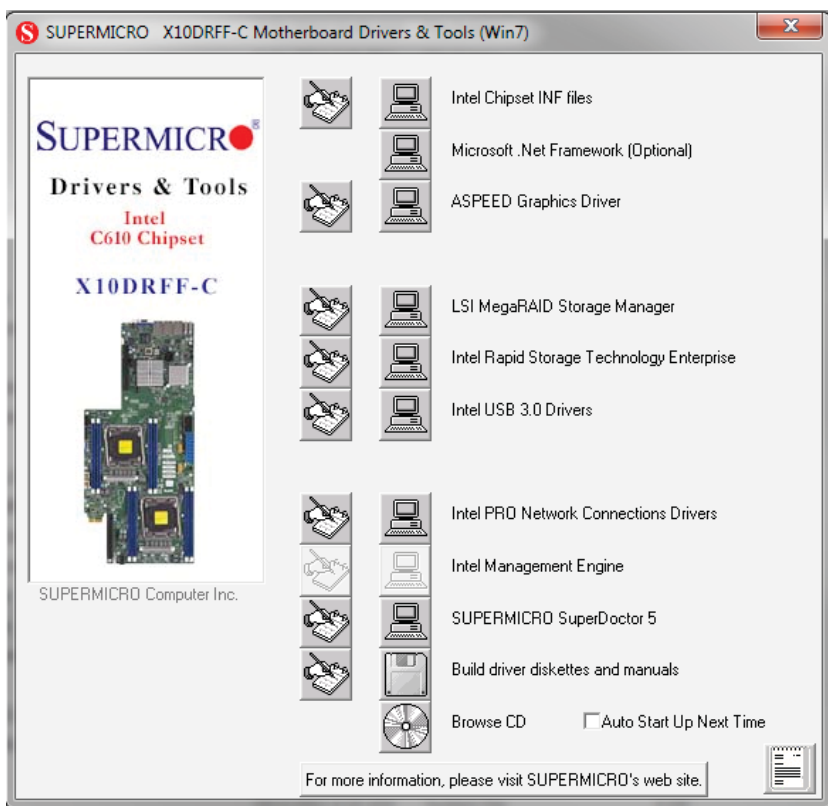 SUPERMICRO X10DRFF-C Motherboard Drivers & Tools (Win7)
SUPERMICRO®
Drivers & Tools
Intel
C610 Chipset
X10DRFF-C
SUPERMICRO Computer Inc.
Intel Chipset INF files
Microsoft .Net Framework (Optional)
ASPEED Graphics Driver
LSI MegaRAID Storage Manager
Intel Rapid Storage Technology Enterprise
Intel USB 3.0 Drivers
Intel PRO Network Connections Drivers
Intel Management Engine
SUPERMICRO SuperDoctor 5
Build driver diskettes and manuals
Browse CD Auto Start Up Next Time
For more information, please visit SUPERMICRO's web site.